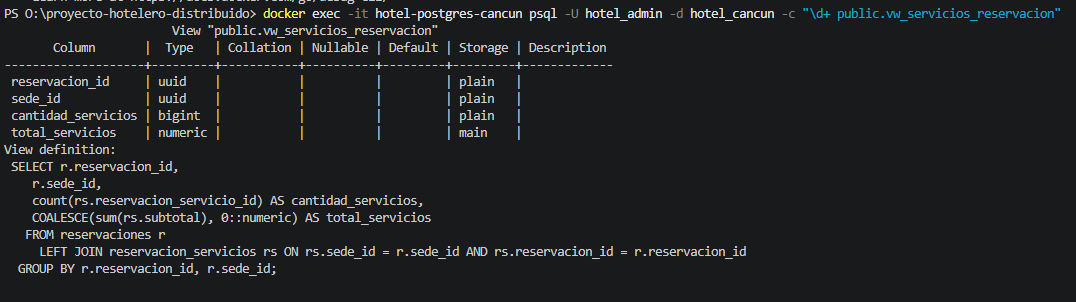 PS O:\proyecto-hotelero-distribuido> docker exec -it hotel-postgres-cancun psql -U hotel_admin -d hotel_cancun -c "\d+ public.vw_servicios_reservacion"
                      View "public.vw_servicios_reservacion"
       Column       |  Type   | Collation | Nullable | Default | Storage | Description
--------------------+---------+-----------+----------+---------+---------+-------------
 reservacion_id     | uuid    |           |          |         | plain   |
 sede_id            | uuid    |           |          |         | plain   |
 cantidad_servicios | bigint  |           |          |         | plain   |
 total_servicios    | numeric |           |          |         | main    |
View definition:
 SELECT r.reservacion_id,
    r.sede_id,
    count(rs.reservacion_servicio_id) AS cantidad_servicios,
    COALESCE(sum(rs.subtotal), 0::numeric) AS total_servicios
   FROM reservaciones r
     LEFT JOIN reservacion_servicios rs ON rs.sede_id = r.sede_id AND rs.reservacion_id = r.reservacion_id
  GROUP BY r.reservacion_id, r.sede_id;